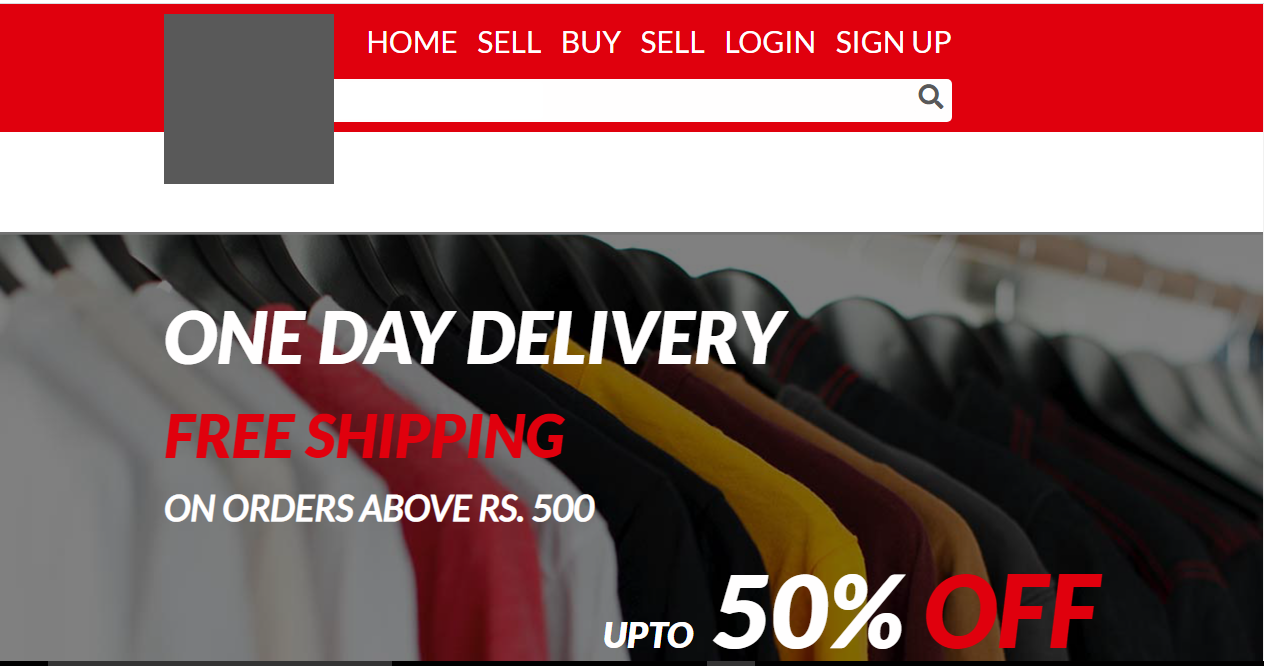 HOME SELL BUY SELL LOGIN SIGN UP
ONE DAY DELIVERY
FREE SHIPPING
ON ORDERS ABOVE RS. 500
UPTO 50% OFF